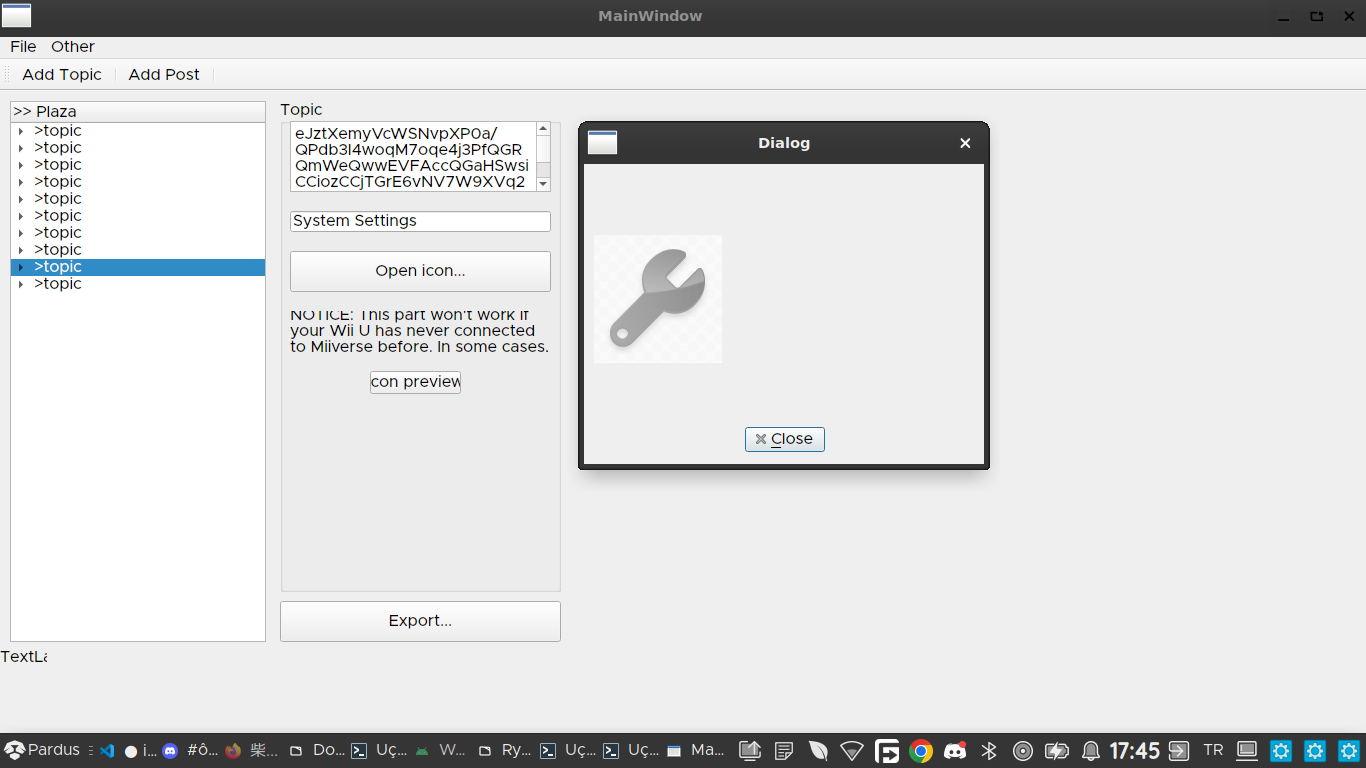 MainWindow
File Other
Add Topic Add Post
>> Plaza
>topic
>topic
>topic
>topic
>topic
>topic
>topic
>topic
>topic
>topic
Topic
eJztXemyVcWSNvpXP0a/
QPdb3l4woqM7oqe4j3PfQGR
QmWeQwwEVFAccQGaHSwsi
CCiozCCjTGrE6vNV7W9XVq2
System Settings
Open icon...
NOTICE: This part won't work if
your Wii U has never connected
to Miiverse before. In some cases.
con preview
Export...
TextLa
Dialog
Close
Pardus i... #ô... 柴... Do... Uç... W... Ry... Uç... Uç... Ma... 17:45 TR